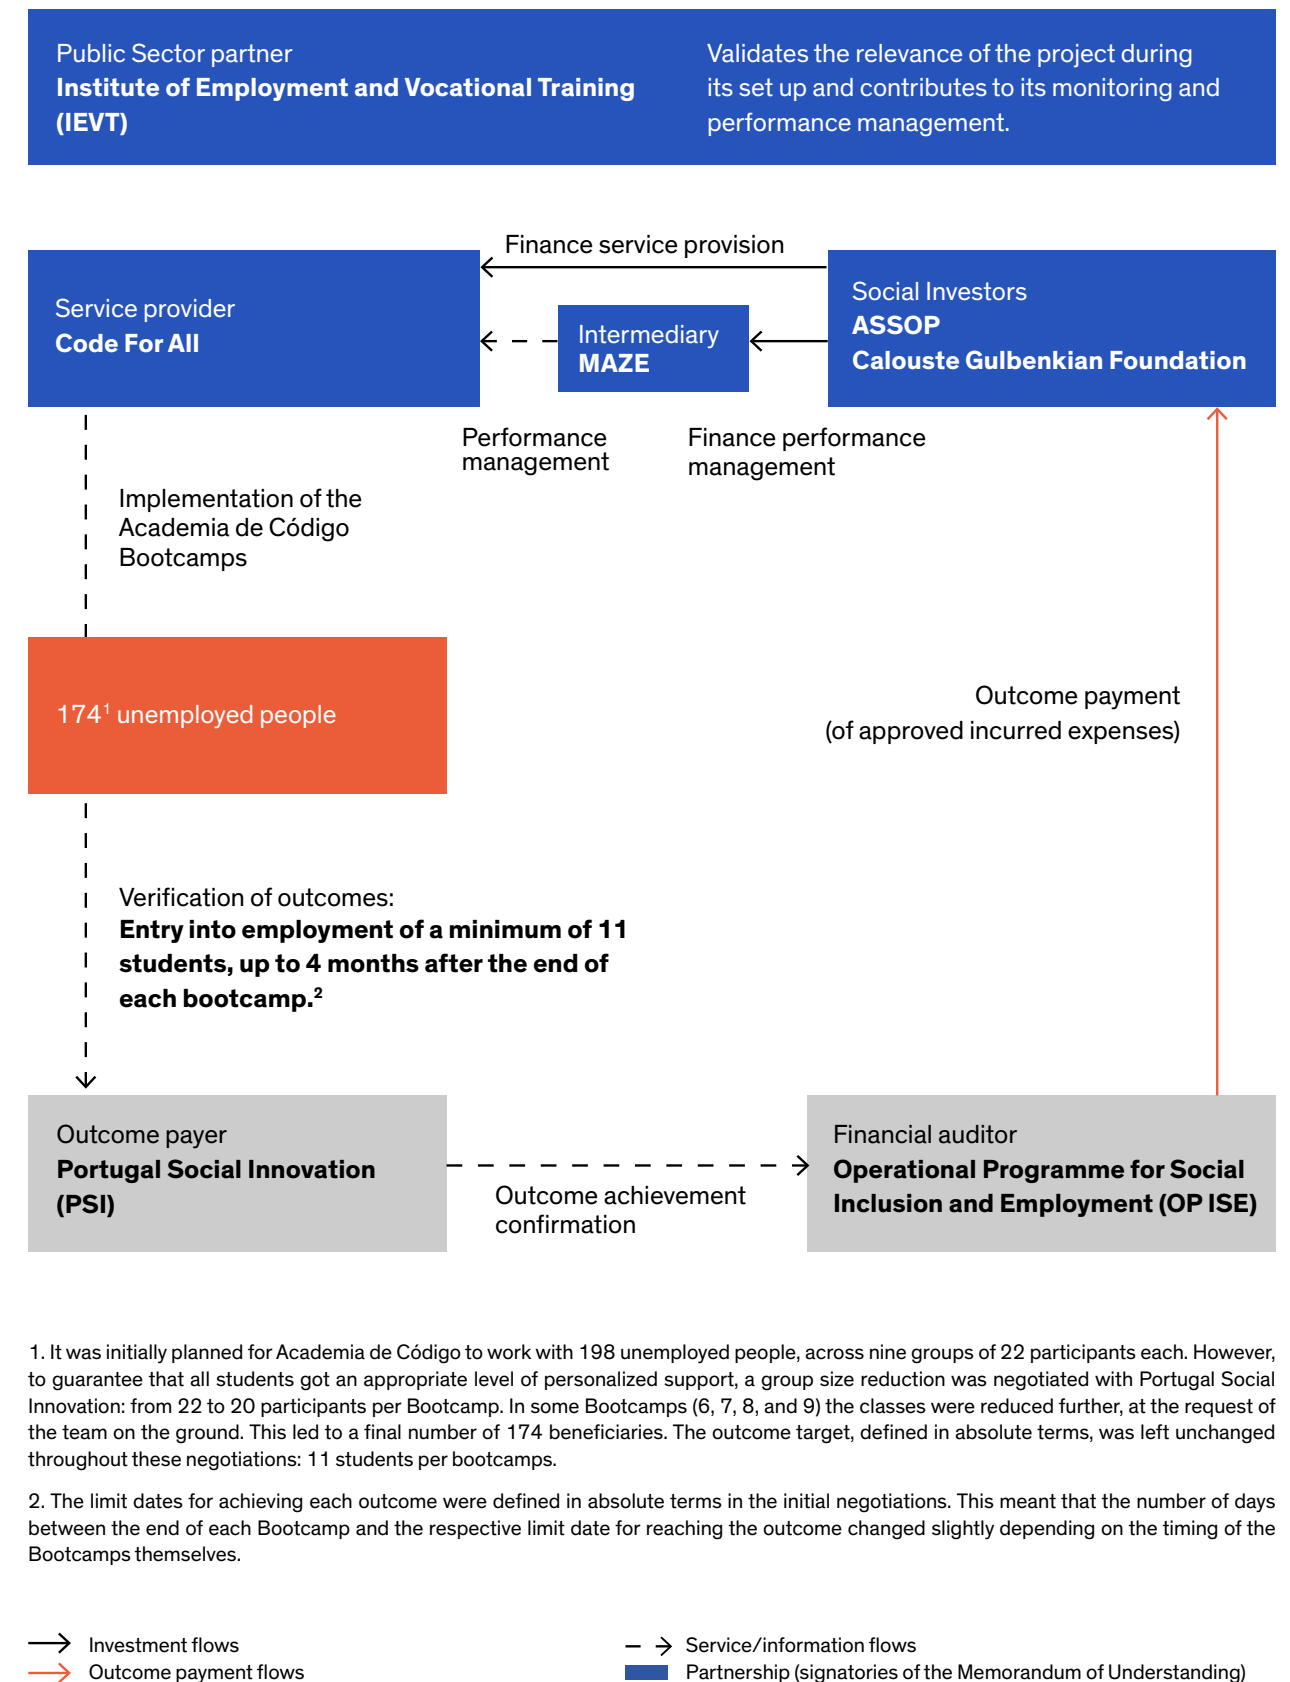 Public Sector partner
Institute of Employment and Vocational Training
(IEVT)
Validates the relevance of the project during
its set up and contributes to its monitoring and
performance management.
Finance service provision
Service provider
Code For All
Intermediary
MAZE
Social Investors
ASSOP
Calouste Gulbenkian Foundation
Performance
management
Finance performance
management
Implementation of the
Academia de Código
Bootcamps
174¹ unemployed people
Outcome payment
(of approved incurred expenses)
Verification of outcomes:
Entry into employment of a minimum of 11
students, up to 4 months after the end of
each bootcamp.²
Outcome payer
Portugal Social Innovation
(PSI)
Outcome achievement
confirmation
Financial auditor
Operational Programme for Social
Inclusion and Employment (OP ISE)
1. It was initially planned for Academia de Código to work with 198 unemployed people, across nine groups of 22 participants each. However,
to guarantee that all students got an appropriate level of personalized support, a group size reduction was negotiated with Portugal Social
Innovation: from 22 to 20 participants per Bootcamp. In some Bootcamps (6, 7, 8, and 9) the classes were reduced further, at the request of
the team on the ground. This led to a final number of 174 beneficiaries. The outcome target, defined in absolute terms, was left unchanged
throughout these negotiations: 11 students per bootcamps.
2. The limit dates for achieving each outcome were defined in absolute terms in the initial negotiations. This meant that the number of days
between the end of each Bootcamp and the respective limit date for reaching the outcome changed slightly depending on the timing of the
Bootcamps themselves.
Investment flows
Outcome payment flows
Service/information flows
Partnership (signatories of the Memorandum of Understanding)